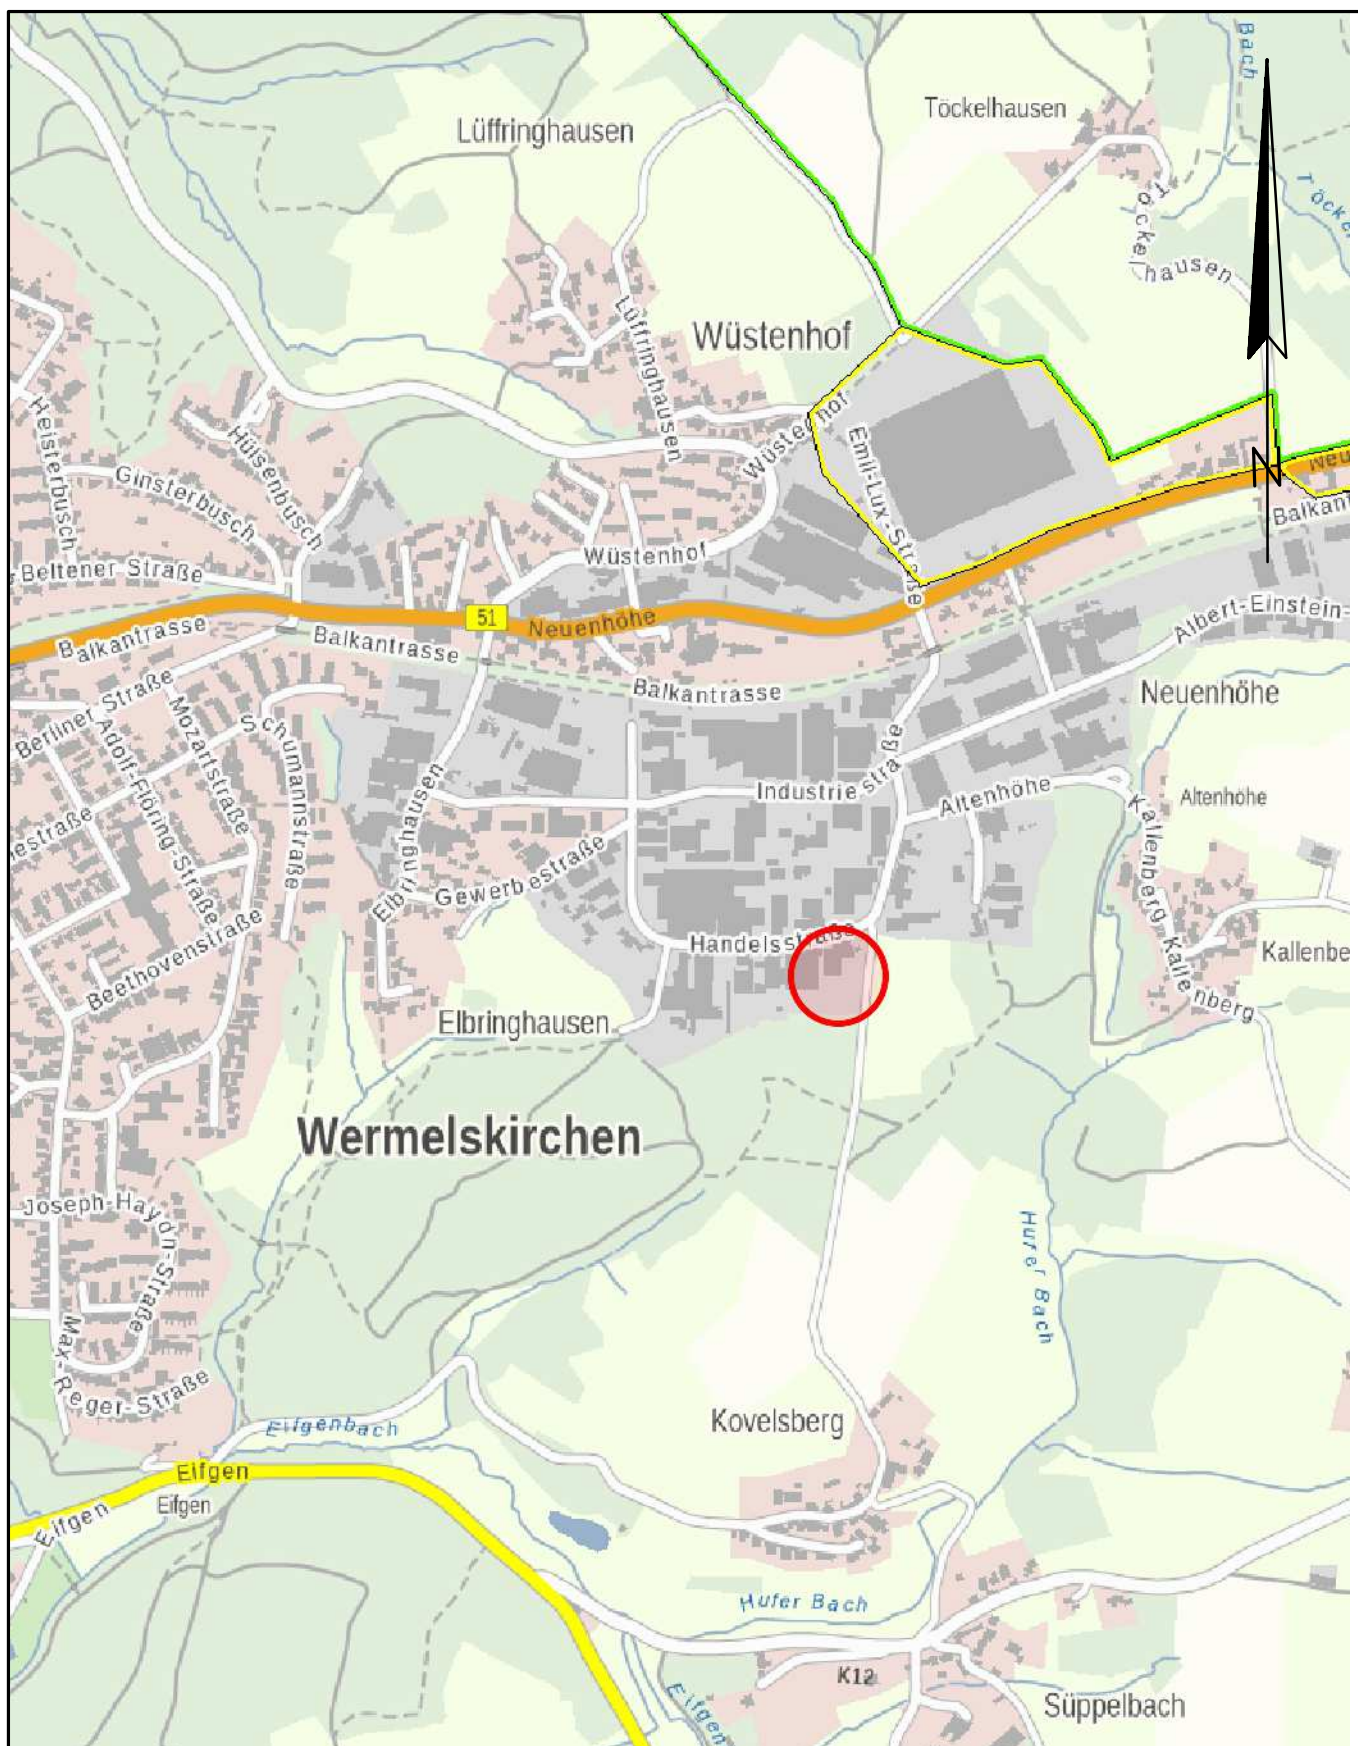 Bach
Töckelhausen
Lüffringhausen
Töckelhausen
Wüstenhof
Lüffringhausen
Wüstenhof
Emil-Lux-Straße
Heisterbusch
Hülsenbusch
Ginsterbusch
N
Balkant
Wüstenhof
Beltener Straße
51
Neuenhöhe
Balkantrasse
Balkantrasse
Albert-Einstein-
Balkantrasse
Neuenhöhe
Berliner Straße
Mozartstraße
Schumannstraße
Adolf-Flöring-Straße
Industriestraße
Altenhöhe
Altenhöhe
Kallenberg
Elbringhausen
Gewerbestraße
estraße
Beethovenstraße
Handelsstraße
Kallenbe
Kallenberg
Elbringhausen
Wermelskirchen
Joseph-Haydn-Straße
Hufer Bach
Max-Reger-Straße
Kovelsberg
Eifgenbach
Eifgen
Eifgen
Eifgen
Hufer Bach
K12
Eifgen
Süppelbach